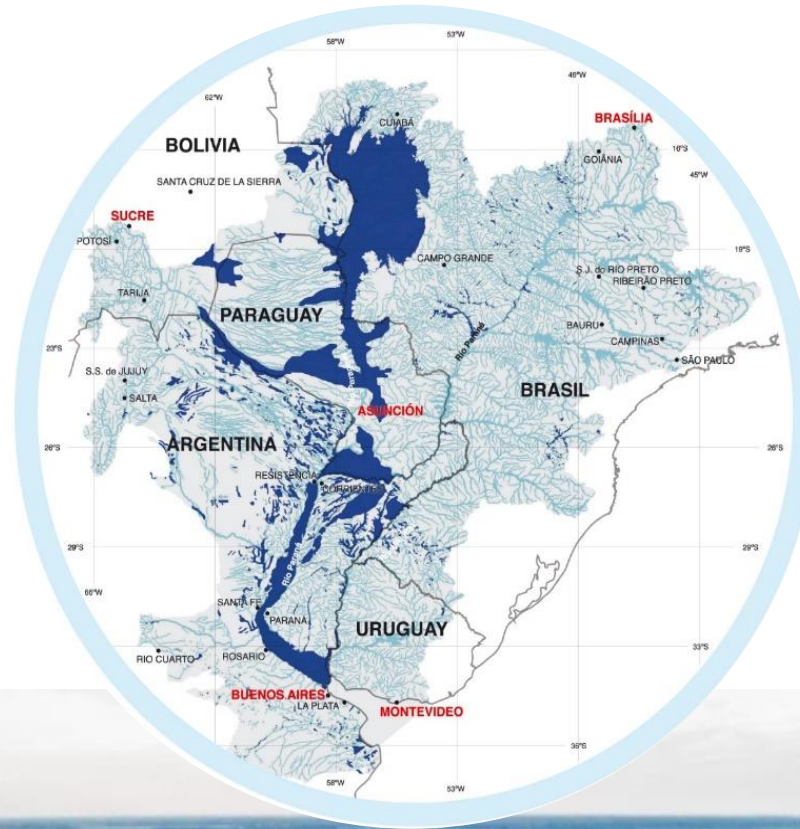 58°W
53°W
49°W
62°W
CUIABÁ
BRASÍLIA
BOLIVIA
GOIÂNIA
16°S
45°W
SANTA CRUZ DE LA SIERRA
SUCRE
POTOSÍ
19°S
CAMPO GRANDE
S.J. do RIO PRETO
RIBEIRÃO PRETO
TARIJA
PARAGUAY
BAURU
Río Paraná
CAMPINAS
23°S
SÃO PAULO
S.S. de JUJUY
BRASIL
SALTA
ASUNCIÓN
ARGENTINA
26°S
26°S
RESISTENCIA
CORRIENTES
29°S
29°S
Río Paraná
66°W
SANTA FE
PARANÁ
URUGUAY
33°S
RIO CUARTO
ROSARIO
BUENOS AIRES
LA PLATA
MONTEVIDEO
36°S
58°W
53°W